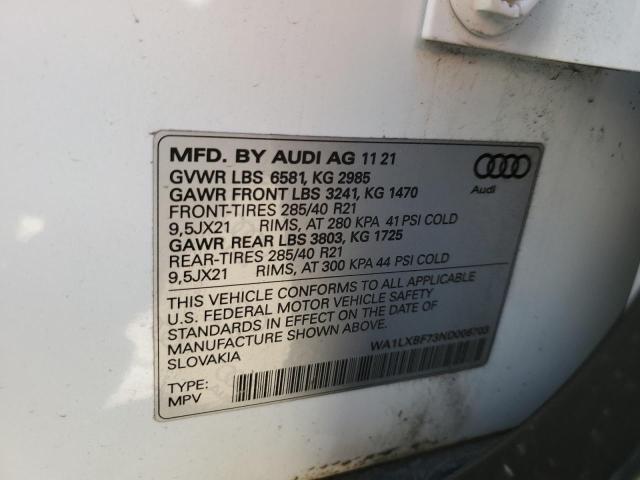 MFD. BY AUDI AG 11 21
GVWR LBS 6581, KG 2985
GAWR FRONT LBS 3241, KG 1470
FRONT-TIRES 285/40 R21
9,5JX21 RIMS, AT 280 KPA 41 PSI COLD
GAWR REAR LBS 3803, KG 1725
REAR-TIRES 285/40 R21
9,5JX21 RIMS, AT 300 KPA 44 PSI COLD
Audi
THIS VEHICLE CONFORMS TO ALL APPLICABLE
U.S. FEDERAL MOTOR VEHICLE SAFETY
STANDARDS IN EFFECT ON THE DATE OF
MANUFACTURE SHOWN ABOVE.
SLOVAKIA
WA1LXBF73ND006703
TYPE:
MPV